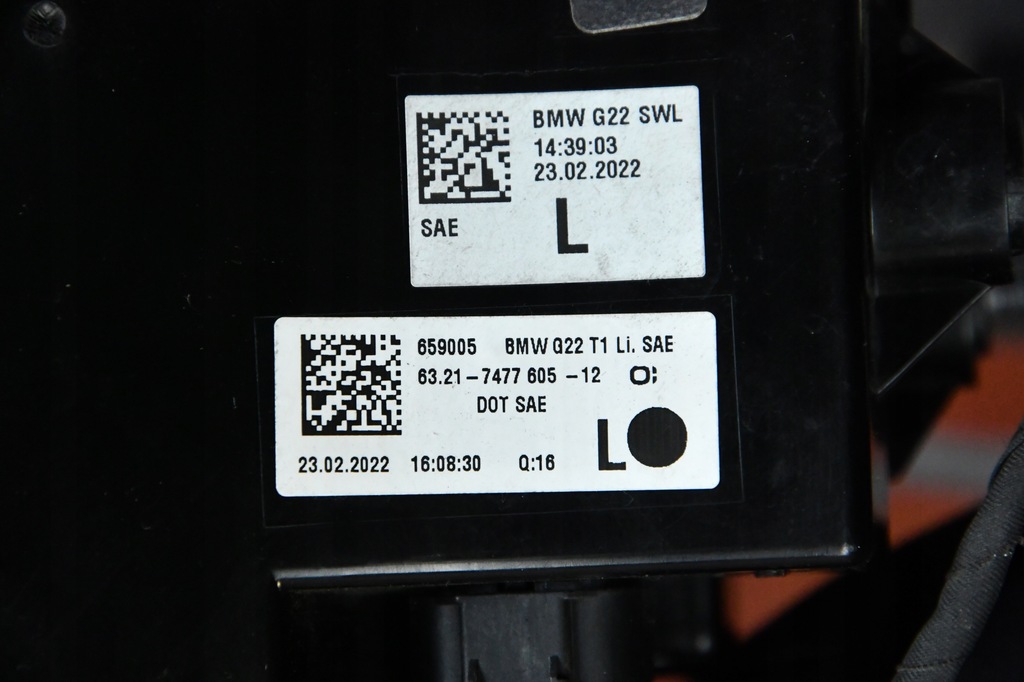 BMW G22 SWL
14:39:03
23.02.2022
SAE
L
659005 BMW G22 T1 Li. SAE
63.21-7477 605 -12
DOT SAE
L
23.02.2022 16:08:30 Q:16